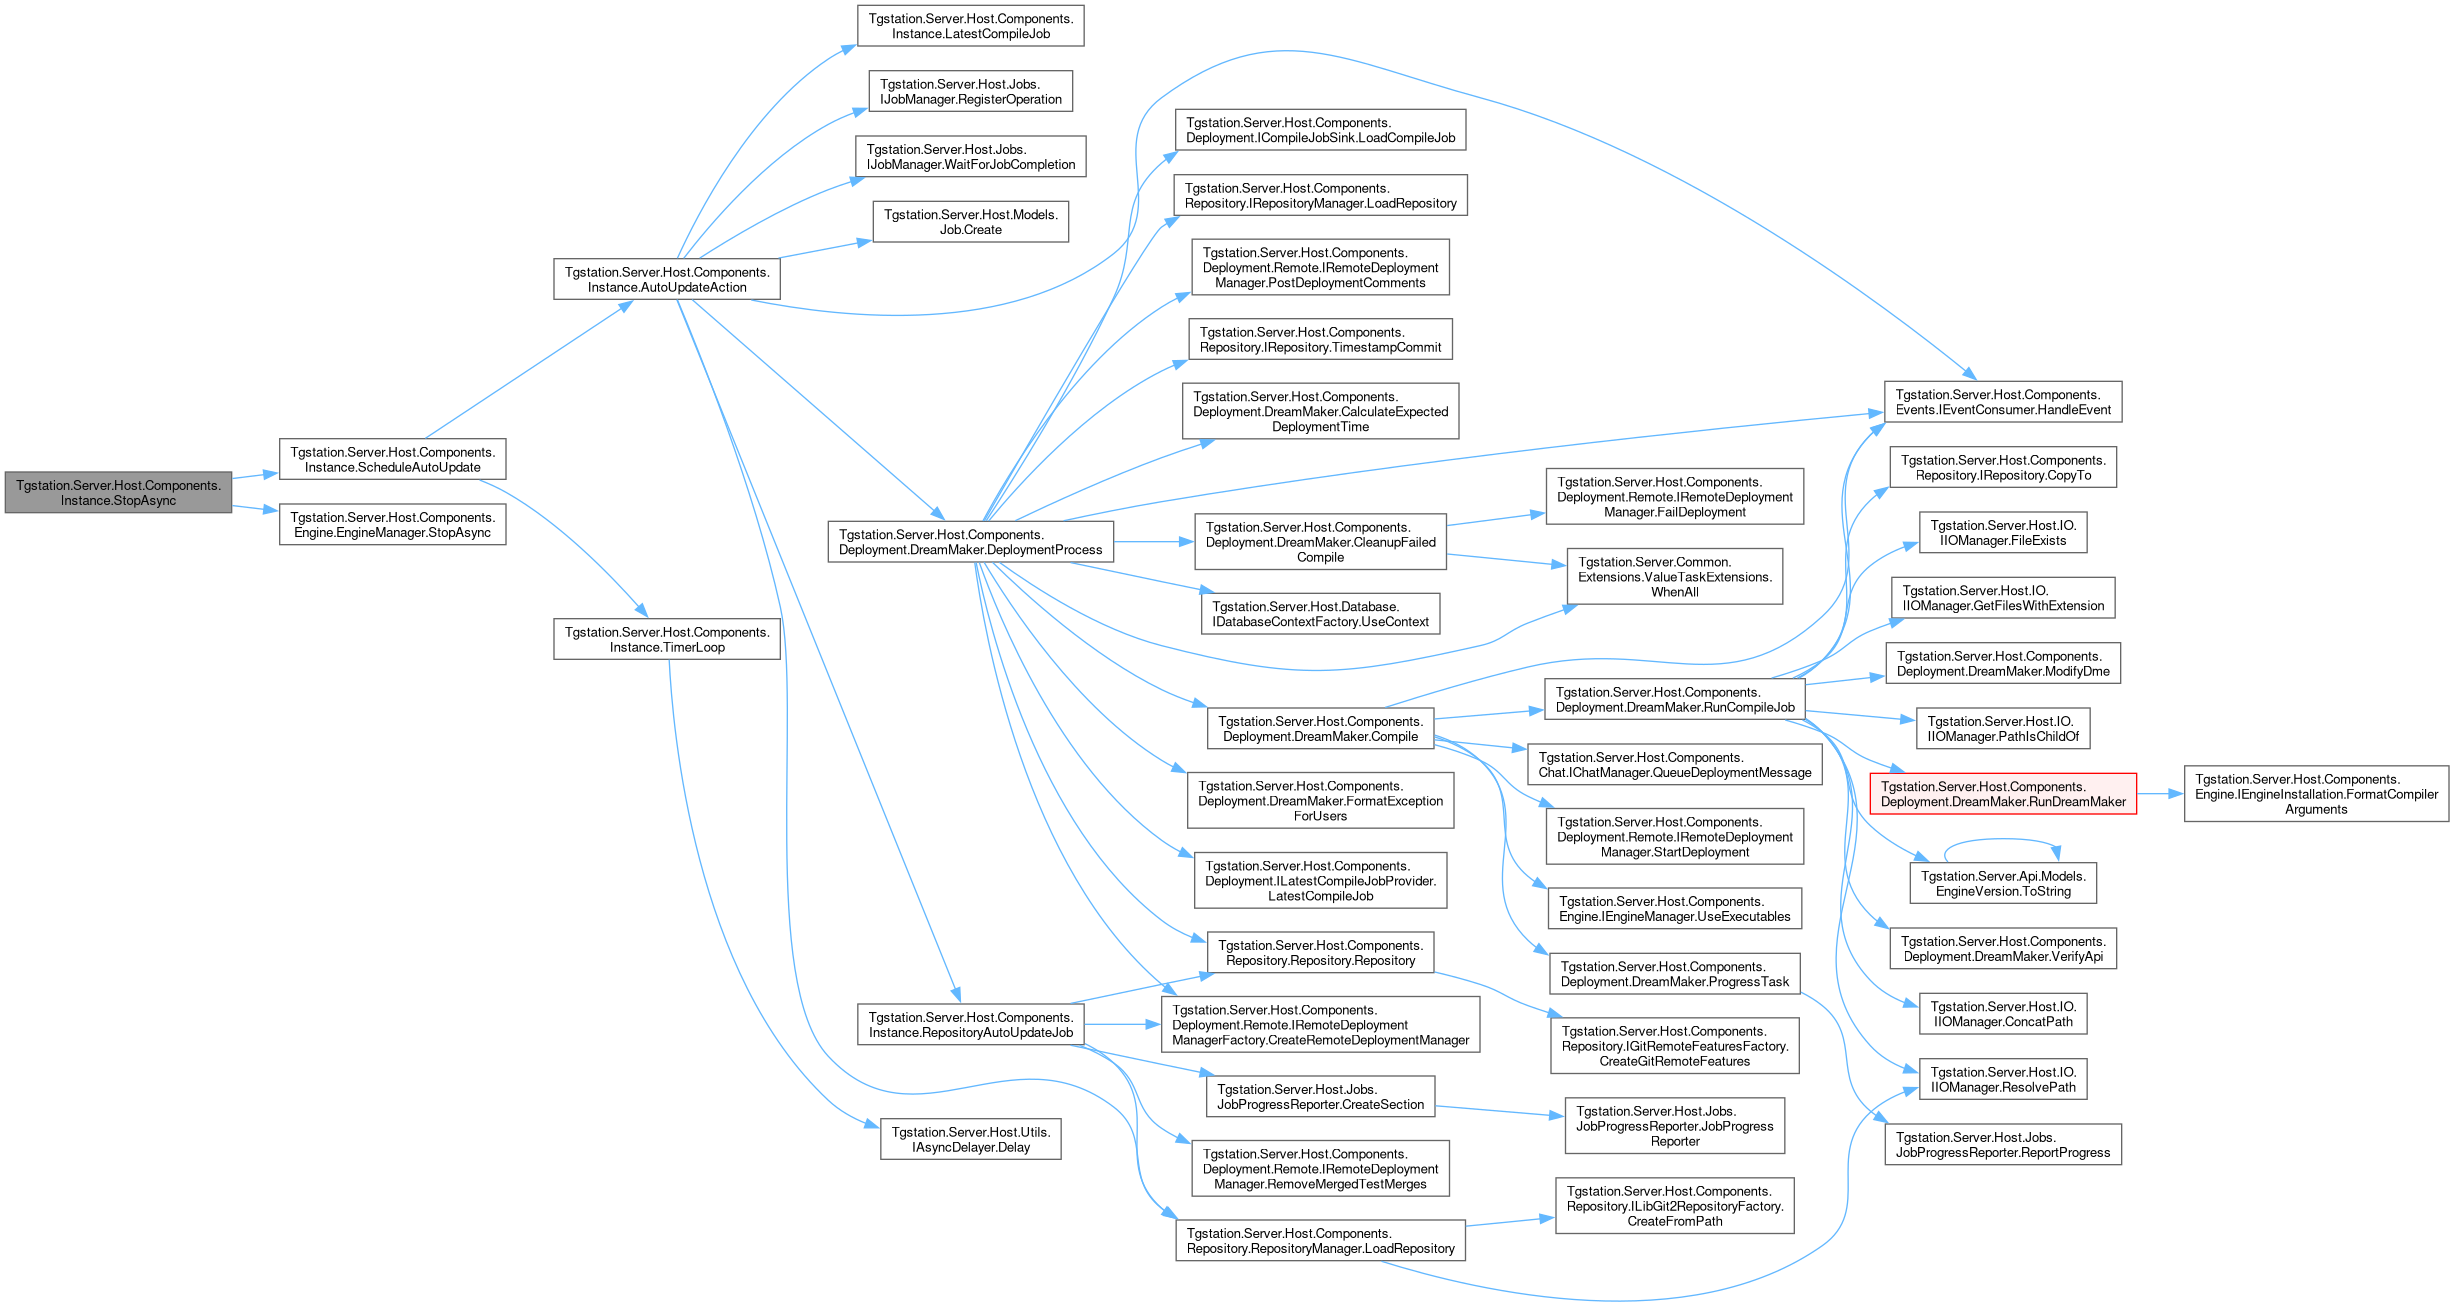 Tgstation.Server.Host.Components.
Instance.StopAsync
Tgstation.Server.Host.Components.
Instance.ScheduleAutoUpdate
Tgstation.Server.Host.Components.
Engine.EngineManager.StopAsync
Tgstation.Server.Host.Components.
Instance.AutoUpdateAction
Tgstation.Server.Host.Components.
Instance.TimerLoop
Tgstation.Server.Host.Components.
Instance.LatestCompileJob
Tgstation.Server.Host.Jobs.
IJobManager.RegisterOperation
Tgstation.Server.Host.Jobs.
IJobManager.WaitForJobCompletion
Tgstation.Server.Host.Models.
Job.Create
Tgstation.Server.Host.Components.
Deployment.DreamMaker.DeploymentProcess
Tgstation.Server.Host.Components.
Instance.RepositoryAutoUpdateJob
Tgstation.Server.Host.Utils.
IAsyncDelayer.Delay
Tgstation.Server.Host.Components.
Deployment.ICompileJobSink.LoadCompileJob
Tgstation.Server.Host.Components.
Repository.IRepositoryManager.LoadRepository
Tgstation.Server.Host.Components.
Deployment.Remote.IRemoteDeployment
Manager.PostDeploymentComments
Tgstation.Server.Host.Components.
Repository.IRepository.TimestampCommit
Tgstation.Server.Host.Components.
Deployment.DreamMaker.CalculateExpected
DeploymentTime
Tgstation.Server.Host.Components.
Deployment.DreamMaker.CleanupFailed
Compile
Tgstation.Server.Host.Database.
IDatabaseContextFactory.UseContext
Tgstation.Server.Host.Components.
Deployment.DreamMaker.Compile
Tgstation.Server.Host.Components.
Deployment.DreamMaker.FormatException
ForUsers
Tgstation.Server.Host.Components.
Deployment.ILatestCompileJobProvider.
LatestCompileJob
Tgstation.Server.Host.Components.
Repository.Repository.Repository
Tgstation.Server.Host.Components.
Deployment.Remote.IRemoteDeployment
ManagerFactory.CreateRemoteDeploymentManager
Tgstation.Server.Host.Jobs.
JobProgressReporter.CreateSection
Tgstation.Server.Host.Components.
Deployment.Remote.IRemoteDeployment
Manager.RemoveMergedTestMerges
Tgstation.Server.Host.Components.
Repository.RepositoryManager.LoadRepository
Tgstation.Server.Host.Components.
Deployment.Remote.IRemoteDeployment
Manager.FailDeployment
Tgstation.Server.Common.
Extensions.ValueTaskExtensions.
WhenAll
Tgstation.Server.Host.Components.
Deployment.DreamMaker.RunCompileJob
Tgstation.Server.Host.Components.
Chat.IChatManager.QueueDeploymentMessage
Tgstation.Server.Host.Components.
Deployment.Remote.IRemoteDeployment
Manager.StartDeployment
Tgstation.Server.Host.Components.
Engine.IEngineManager.UseExecutables
Tgstation.Server.Host.Components.
Deployment.DreamMaker.ProgressTask
Tgstation.Server.Host.Components.
Repository.IGitRemoteFeaturesFactory.
CreateGitRemoteFeatures
Tgstation.Server.Host.Jobs.
JobProgressReporter.JobProgress
Reporter
Tgstation.Server.Host.Components.
Repository.ILibGit2RepositoryFactory.
CreateFromPath
Tgstation.Server.Host.Components.
Events.IEventConsumer.HandleEvent
Tgstation.Server.Host.Components.
Repository.IRepository.CopyTo
Tgstation.Server.Host.IO.
IIOManager.FileExists
Tgstation.Server.Host.IO.
IIOManager.GetFilesWithExtension
Tgstation.Server.Host.Components.
Deployment.DreamMaker.ModifyDme
Tgstation.Server.Host.IO.
IIOManager.PathIsChildOf
Tgstation.Server.Host.Components.
Deployment.DreamMaker.RunDreamMaker
Tgstation.Server.Api.Models.
EngineVersion.ToString
Tgstation.Server.Host.Components.
Deployment.DreamMaker.VerifyApi
Tgstation.Server.Host.IO.
IIOManager.ConcatPath
Tgstation.Server.Host.IO.
IIOManager.ResolvePath
Tgstation.Server.Host.Jobs.
JobProgressReporter.ReportProgress
Tgstation.Server.Host.Components.
Engine.IEngineInstallation.FormatCompiler
Arguments